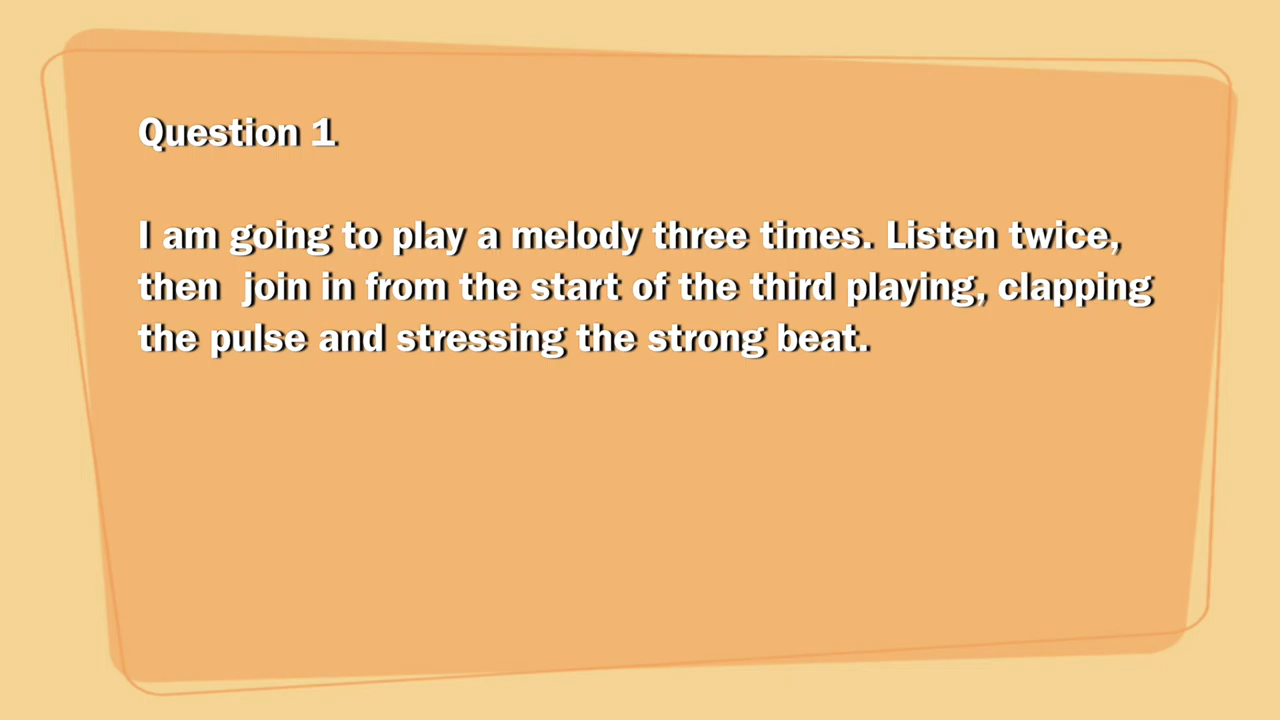 Question 1
I am going to play a melody three times. Listen twice,
then  join in from the start of the third playing, clapping
the pulse and stressing the strong beat.